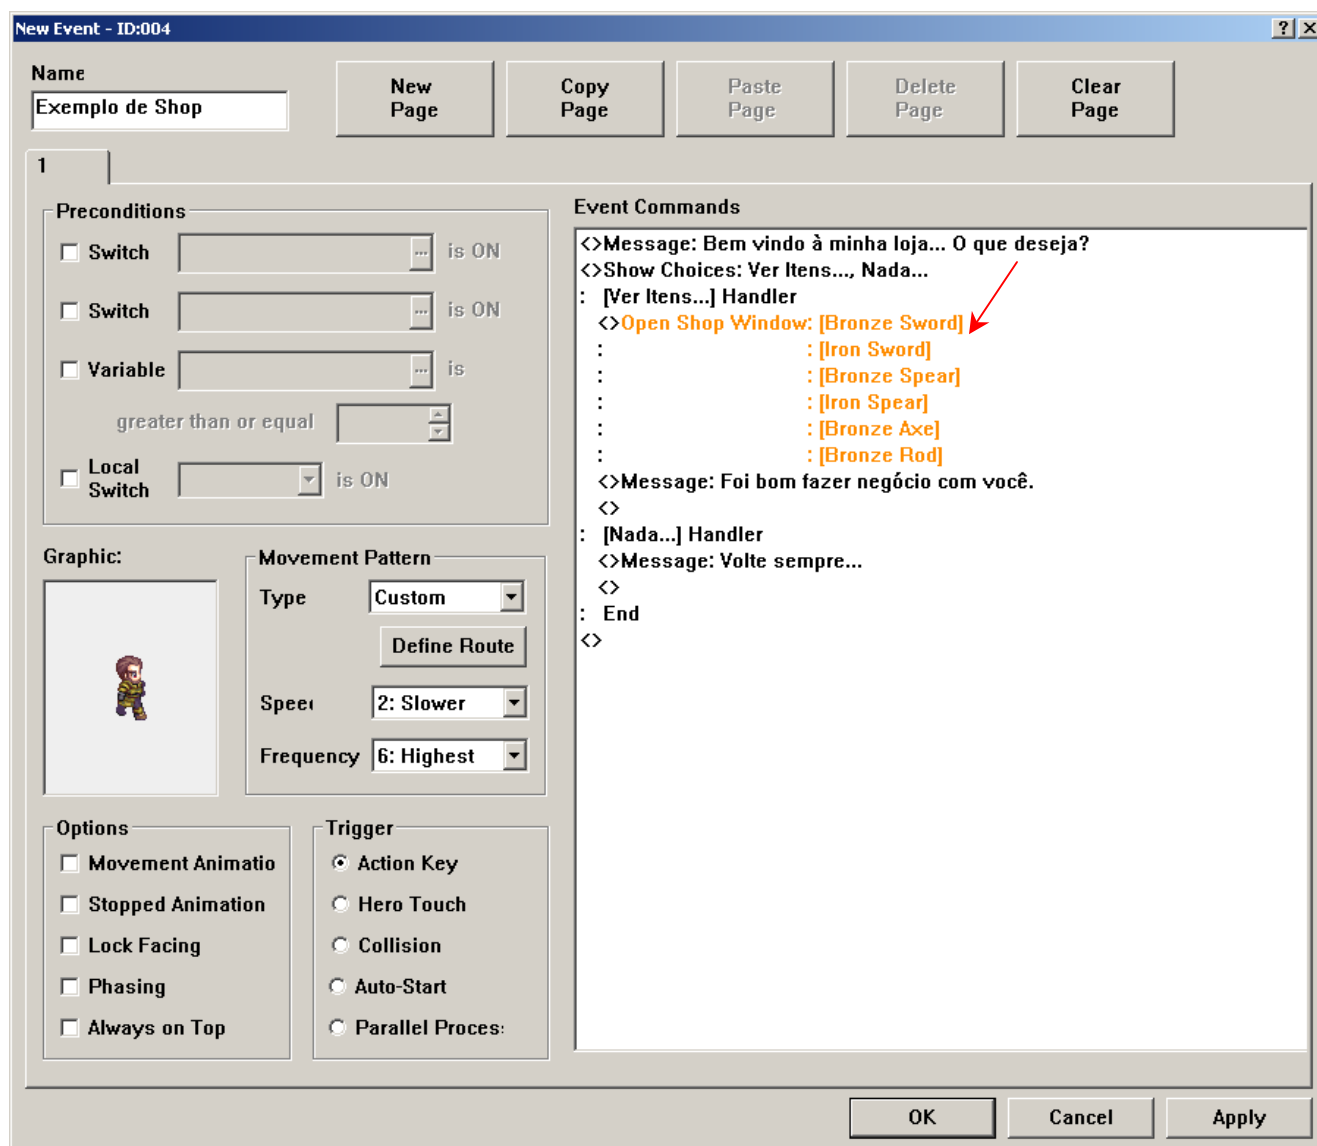 New Event - ID:004
Name
Exemplo de Shop
New Page
Copy Page
Paste Page
Delete Page
Clear Page
1
Preconditions
Switch ... is ON
Switch ... is ON
Variable ... is
greater than or equal
Local Switch is ON
Graphic:
Movement Pattern
Type Custom
Define Route
Speed
2: Slower
Frequency 6: Highest
Options
Movement Animatio
Stopped Animation
Lock Facing
Phasing
Always on Top
Trigger
Action Key
Hero Touch
Collision
Auto-Start
Parallel Proces
Event Commands
<>Message: Bem vindo à minha loja... O que deseja?
<>Show Choices: Ver Itens..., Nada...
: [Ver Itens...] Handler
<>Open Shop Window: [Bronze Sword]
: : [Iron Sword]
: : [Bronze Spear]
: : [Iron Spear]
: : [Bronze Axe]
: : [Bronze Rod]
<>Message: Foi bom fazer negócio com você.
<>
: [Nada...] Handler
<>Message: Volte sempre...
<>
: End
<>
OK
Cancel
Apply